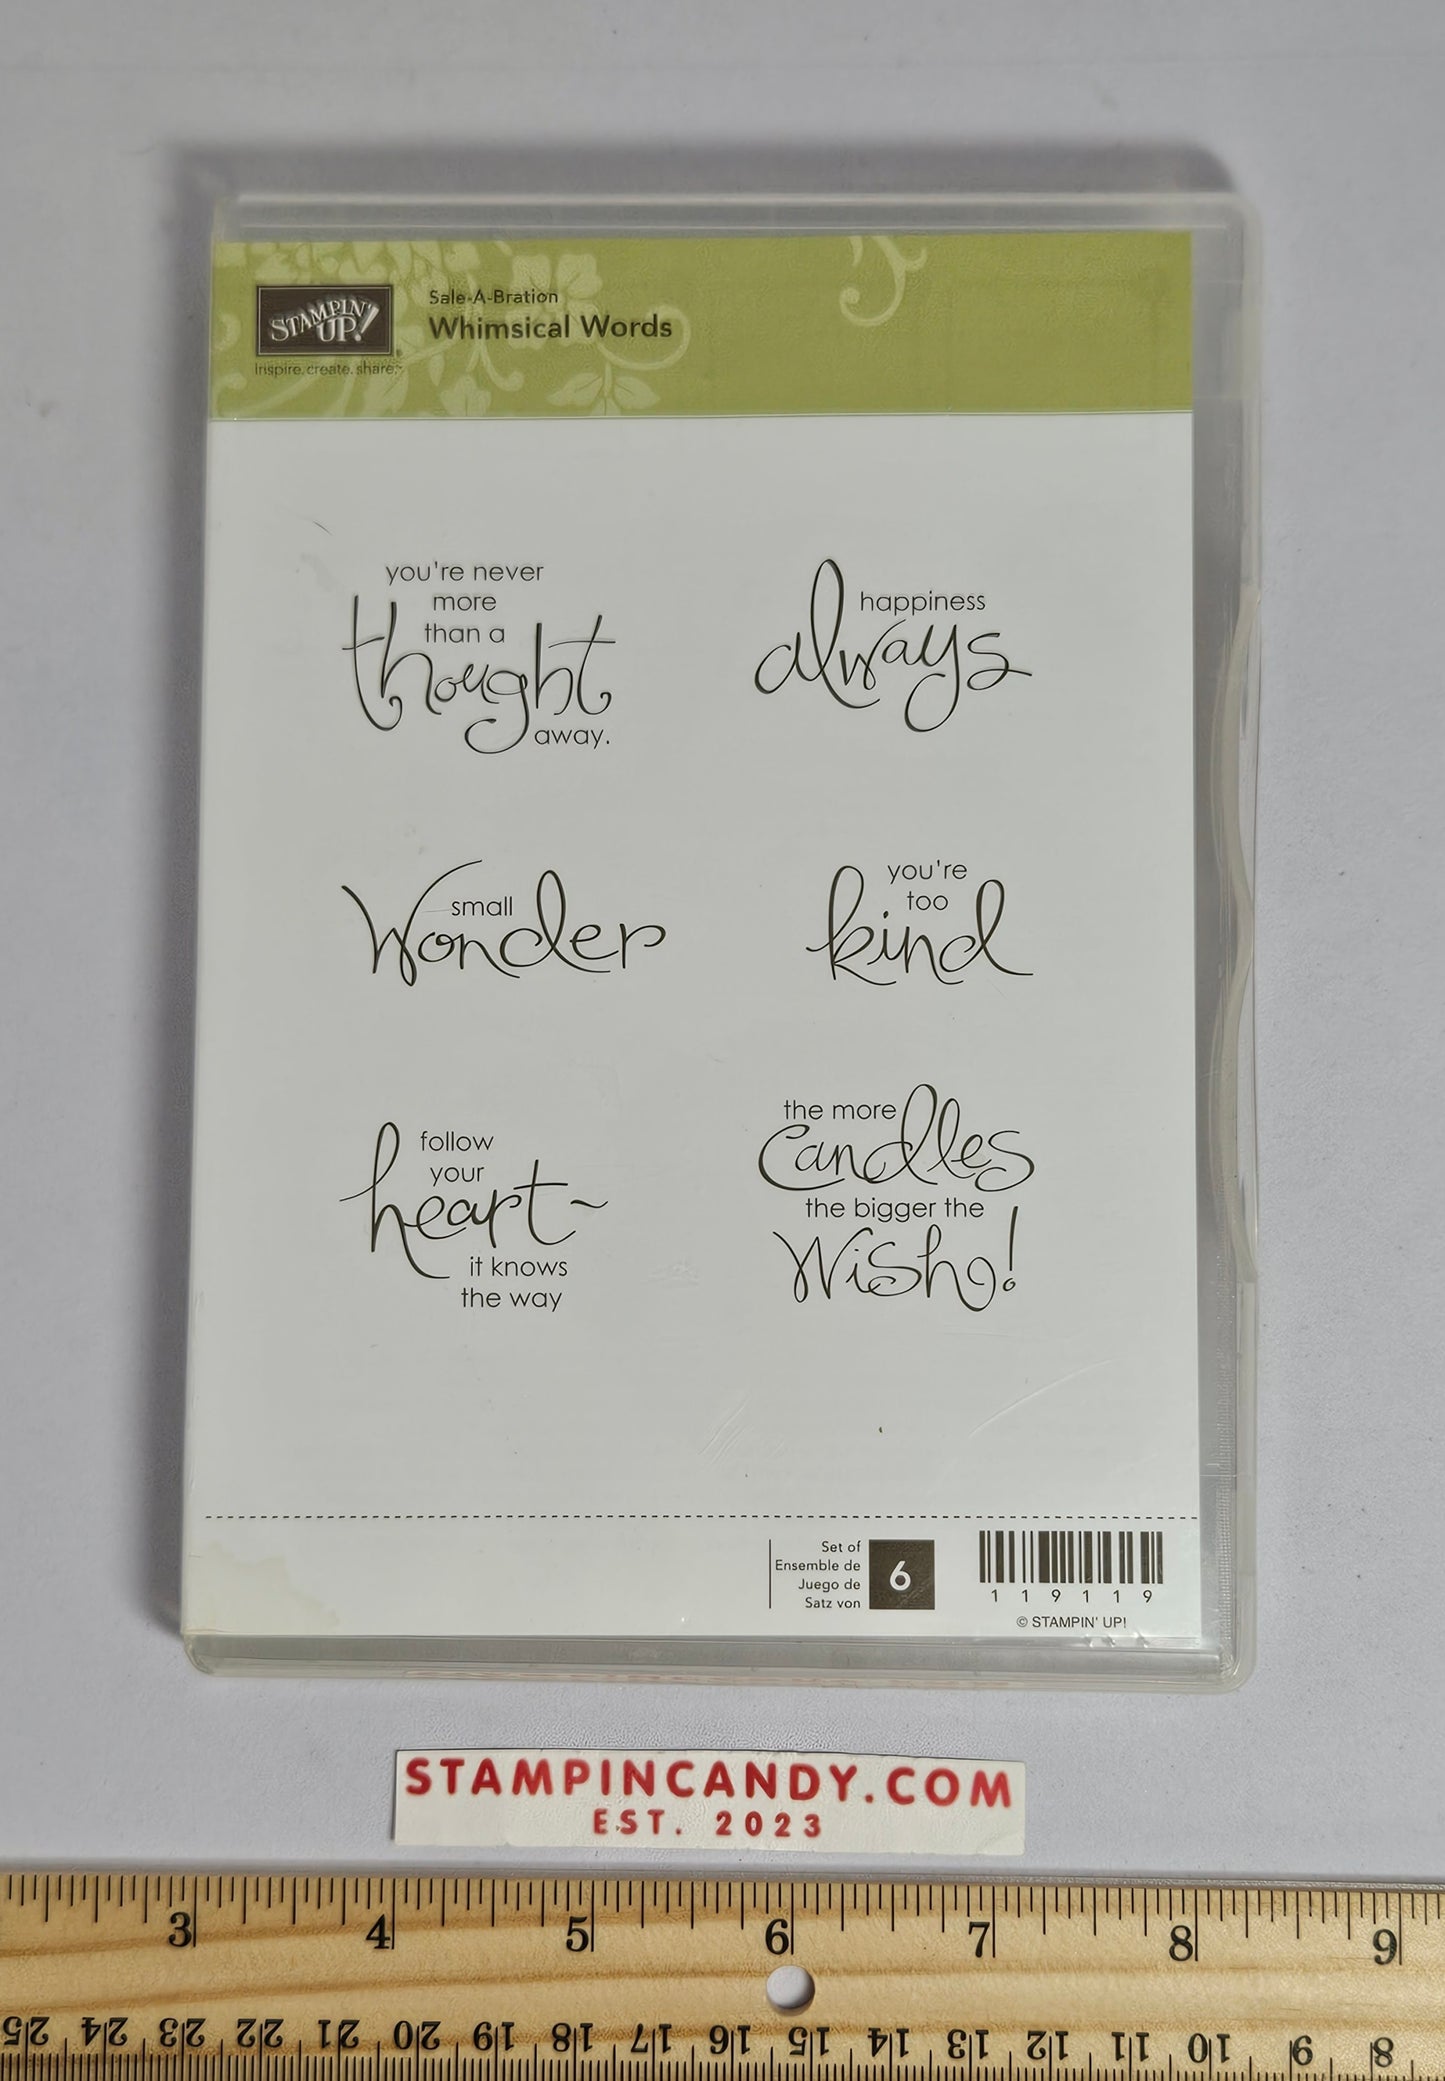 STAMPIN' UP!
Inspire. create. share.
Sale-A-Bration
Whimsical Words
you're never
more
than a
thought
away.
happiness
always
small
wonder
you're
too
kind
follow
your
heart~
it knows
the way
the more
candles
the bigger the
Wish!
Set of
Ensemble de
Juego de
Satz von
6
119119
© STAMPIN' UP!
STAMPINCANDY.COM
EST. 2023
3 4 5 6 7 8 9
25 24 23 22 21 20 19 18 17 16 15 14 13 12 11 10 9 8